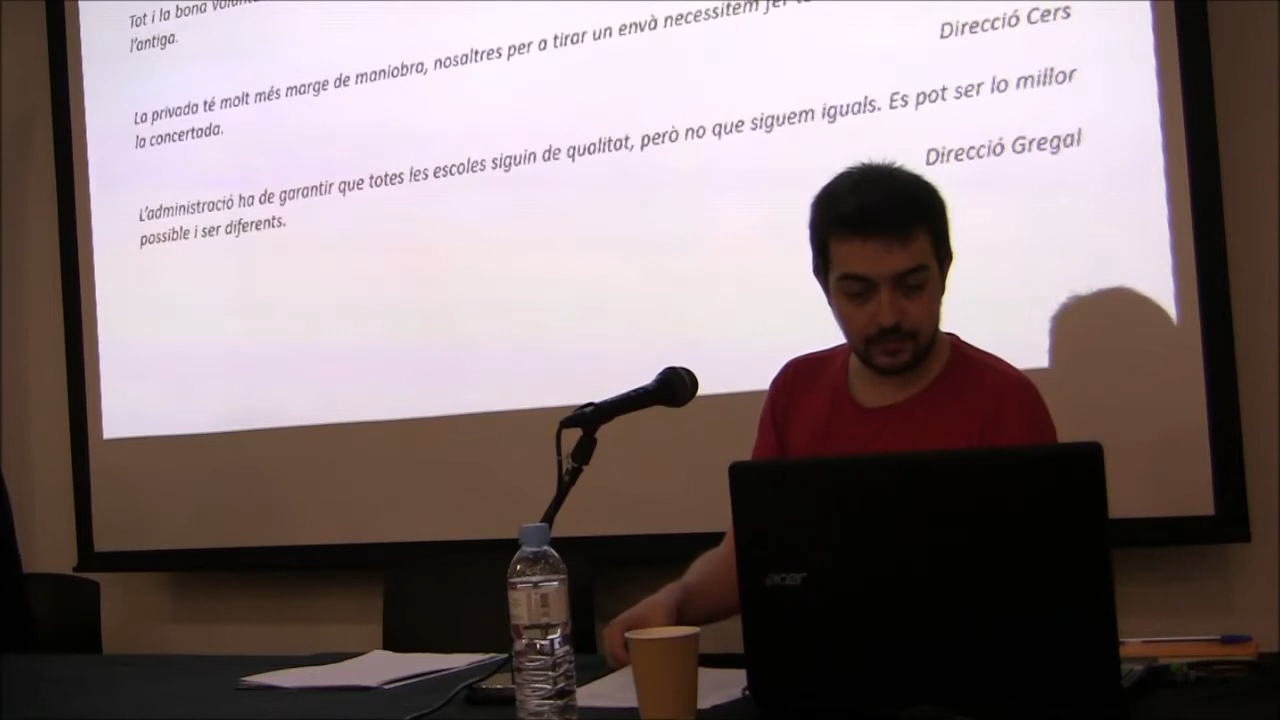 Tot i la bona
l'antiga.
La privada té molt més marge de maniobra, nosaltres per a tirar un envà necessitem fer
la concertada.
Direcció Cers
L'administració ha de garantir que totes les escoles siguin de qualitat, però no que siguem iguals. Es pot ser lo millor
possible i ser diferents.
Direcció Gregal
acer